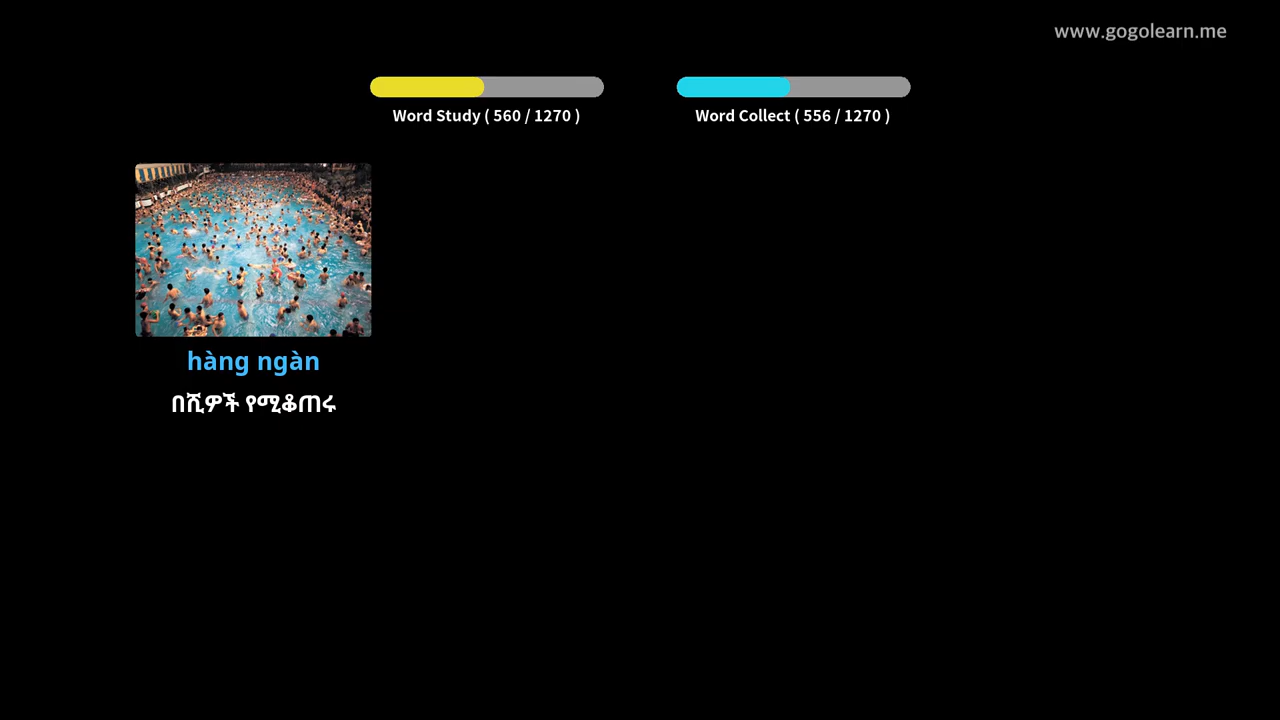 www.gogolearn.me
Word Study ( 560 / 1270 )
Word Collect ( 556 / 1270 )
hàng ngàn
በሺዎች የሚቆጠሩ